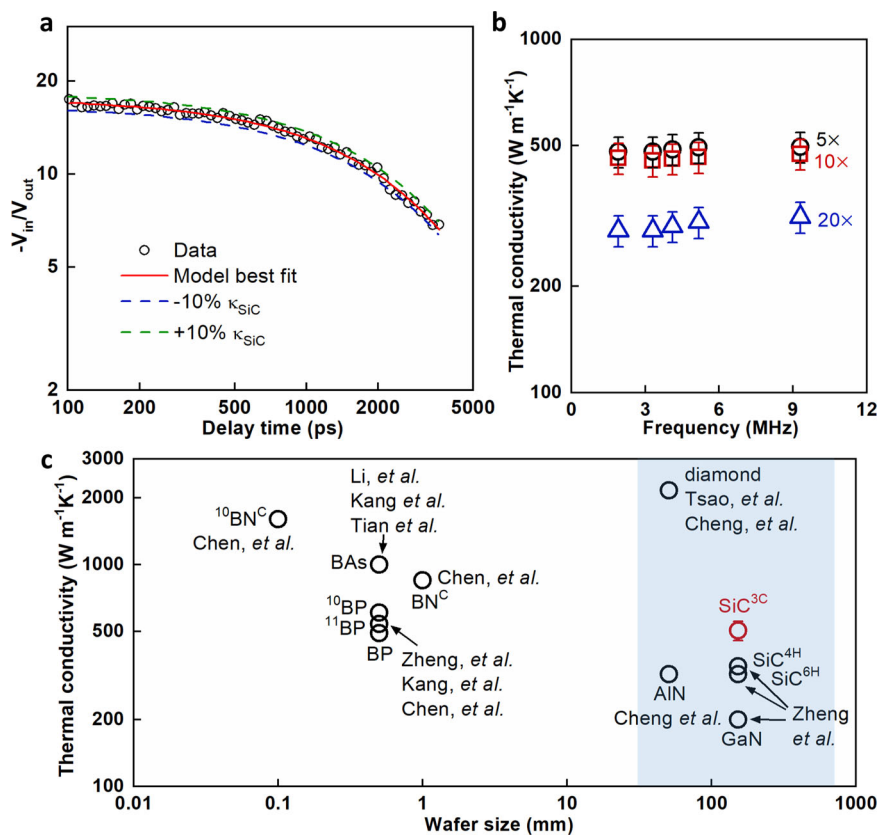 a
-V_in/V_out
20
10
5
2
Data
Model best fit
-10% κ_SiC
+10% κ_SiC
100
200
500
1000
2000
5000
Delay time (ps)
b
Thermal conductivity (W m⁻¹K⁻¹)
1000
500
200
100
5×
10×
20×
0
3
6
9
12
Frequency (MHz)
c
Thermal conductivity (W m⁻¹K⁻¹)
3000
2000
1000
500
200
100
¹⁰BNᶜ
Chen, et al.
Li, et al.
Kang et al.
Tian et al.
BAs
Chen, et al.
BNᶜ
¹⁰BP
¹¹BP
BP
Zheng, et al.
Kang, et al.
Chen, et al.
diamond
Tsao, et al.
Cheng, et al.
SiC³ᶜ
SiC⁴ᴴ
SiC⁶ᴴ
AlN
Cheng et al.
Zheng
et al.
GaN
0.01
0.1
1
10
100
1000
Wafer size (mm)